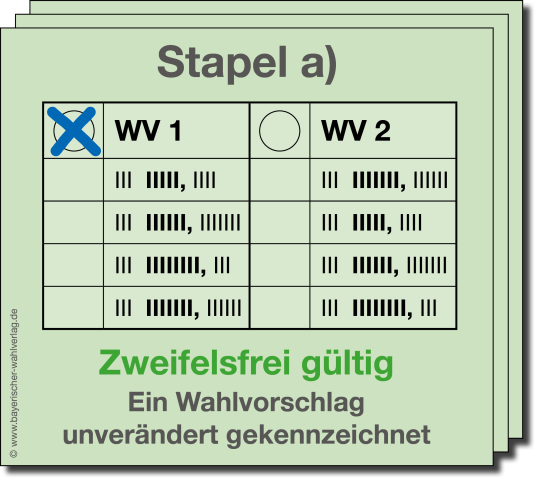 Stapel a)
WV 1 WV 2
Zweifelsfrei gültig
Ein Wahlvorschlag
unverändert gekennzeichnet
© www.bayerischer-wahlverlag.de